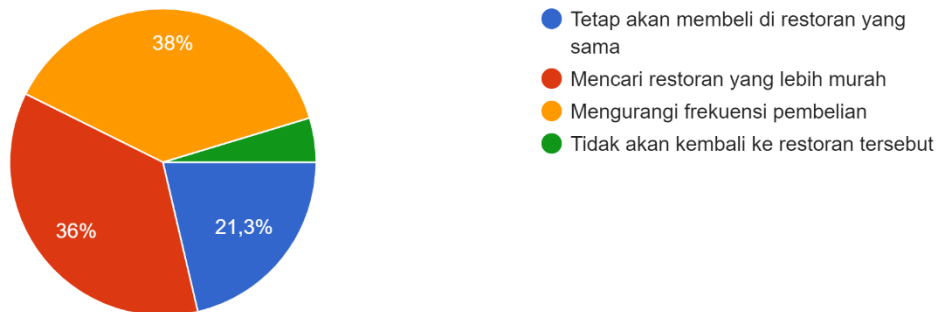 38%
36%
21,3%
Tetap akan membeli di restoran yang
sama
Mencari restoran yang lebih murah
Mengurangi frekuensi pembelian
Tidak akan kembali ke restoran tersebut